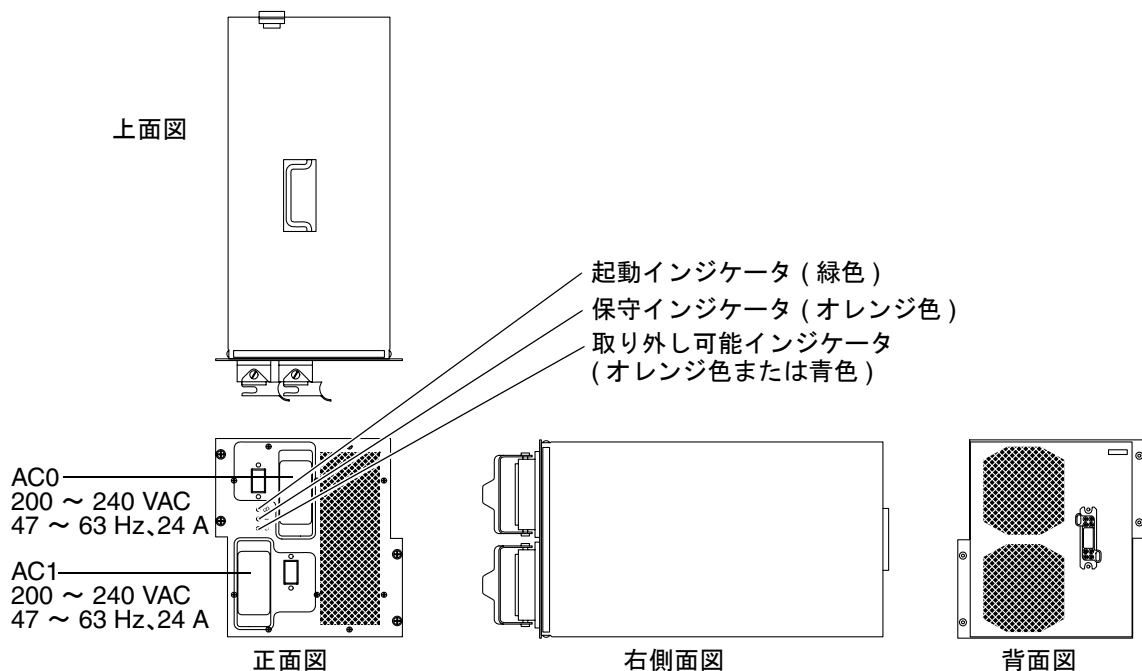 上面図
起動インジケータ ( 緑色 )
保守インジケータ ( オレンジ色 )
取り外し可能インジケータ
( オレンジ色または青色 )
AC0
200 ～ 240 VAC
47 ～ 63 Hz、24 A
AC1
200 ～ 240 VAC
47 ～ 63 Hz、24 A
正面図
右側面図
背面図